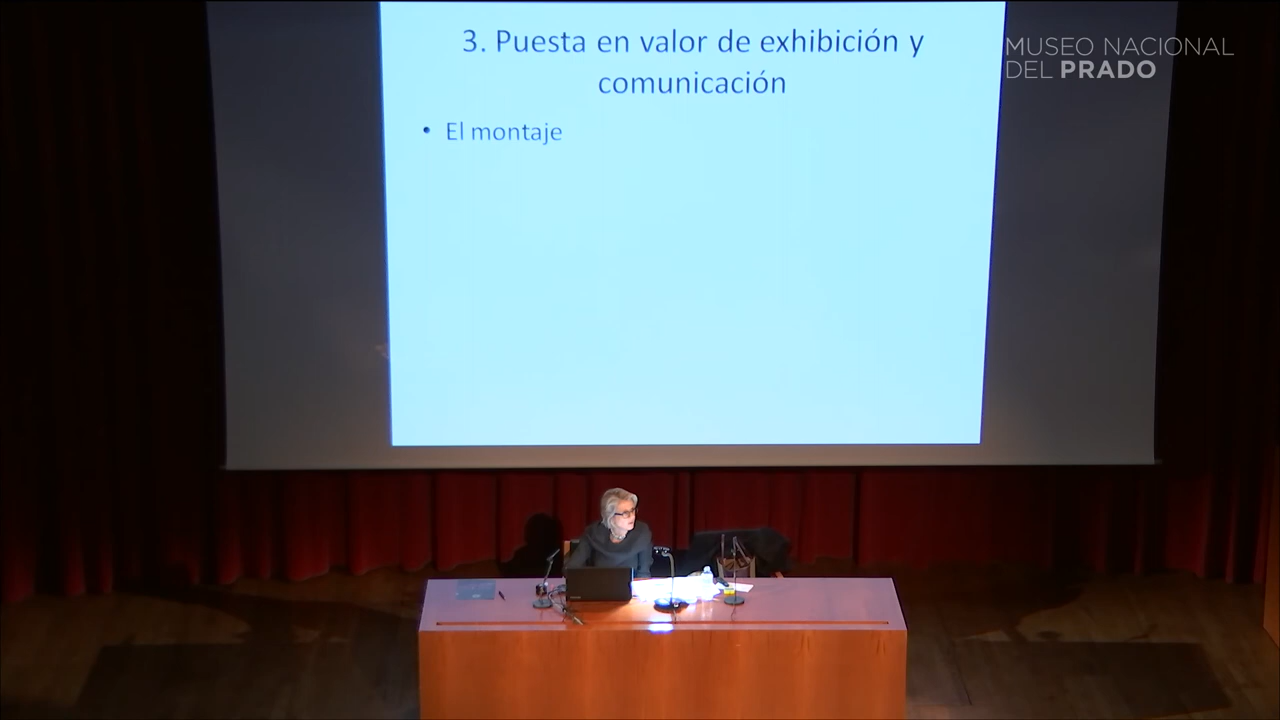 3. Puesta en valor de exhibición y
comunicación
• El montaje
MUSEO NACIONAL
DEL PRADO